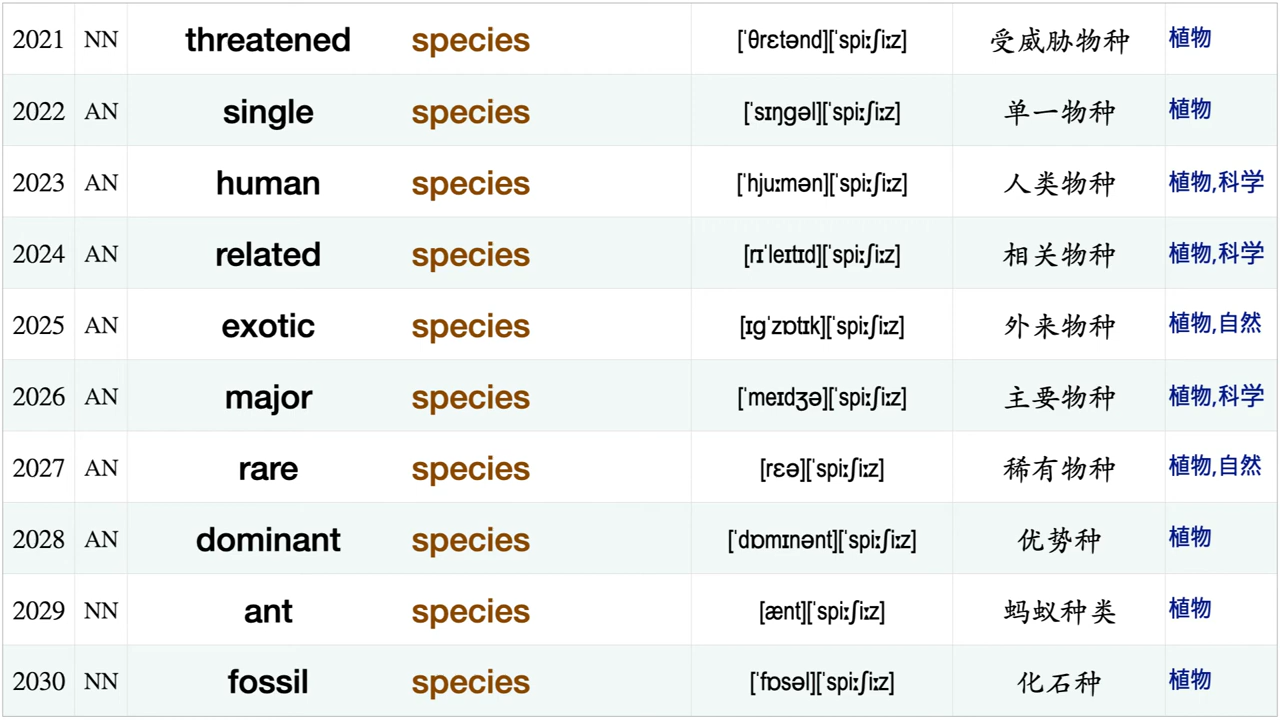 2021 NN threatened species [ˈθrɛtənd][ˈspiːʃiːz] 受威胁物种 植物
2022 AN single species [ˈsɪŋɡəl][ˈspiːʃiːz] 单一物种 植物
2023 AN human species [ˈhjuːmən][ˈspiːʃiːz] 人类物种 植物,科学
2024 AN related species [rɪˈleɪtɪd][ˈspiːʃiːz] 相关物种 植物,科学
2025 AN exotic species [ɪɡˈzɒtɪk][ˈspiːʃiːz] 外来物种 植物,自然
2026 AN major species [ˈmeɪdʒə][ˈspiːʃiːz] 主要物种 植物,科学
2027 AN rare species [rɛə][ˈspiːʃiːz] 稀有物种 植物,自然
2028 AN dominant species [ˈdɒmɪnənt][ˈspiːʃiːz] 优势种 植物
2029 NN ant species [ænt][ˈspiːʃiːz] 蚂蚁种类 植物
2030 NN fossil species [ˈfɒsəl][ˈspiːʃiːz] 化石种 植物